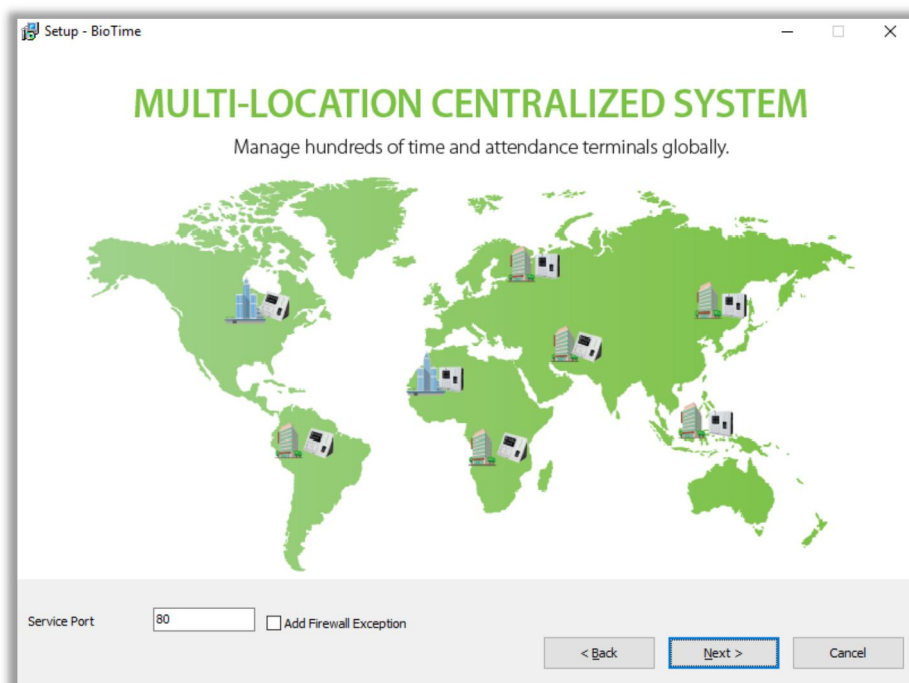 Setup - BioTime
MULTI-LOCATION CENTRALIZED SYSTEM
Manage hundreds of time and attendance terminals globally.
Service Port
80
Add Firewall Exception
< Back
Next >
Cancel